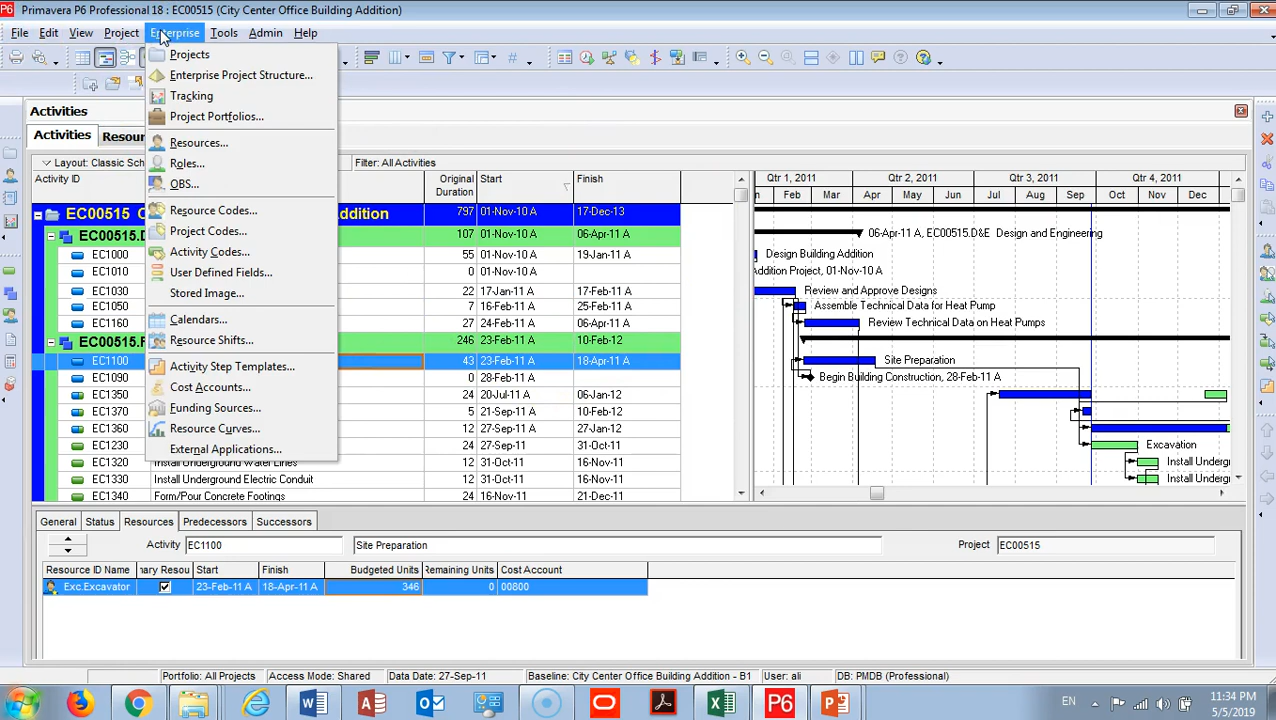 Primavera P6 Professional 18 : EC00515 (City Center Office Building Addition)
File Edit View Project Enterprise Tools Admin Help
Projects
Enterprise Project Structure...
Tracking
Project Portfolios...
Resources...
Roles...
OBS...
Resource Codes...
Project Codes...
Activity Codes...
User Defined Fields...
Stored Image...
Calendars...
Resource Shifts...
Activity Step Templates...
Cost Accounts...
Funding Sources...
Resource Curves...
External Applications...
Activities
Activities Resour
Layout: Classic Sch Filter: All Activities
Activity ID Original Duration Start Finish
Qtr 1, 2011 Qtr 2, 2011 Qtr 3, 2011 Qtr 4, 2011
Feb Mar Apr May Jun Jul Aug Sep Oct Nov Dec
EC00515 C Addition 797 01-Nov-10 A 17-Dec-13
EC00515.D 107 01-Nov-10 A 06-Apr-11 A
EC1000 55 01-Nov-10 A 19-Jan-11 A
EC1010 0 01-Nov-10 A
EC1030 22 17-Jan-11 A 17-Feb-11 A
EC1050 7 16-Feb-11 A 25-Feb-11 A
EC1160 27 24-Feb-11 A 06-Apr-11 A
EC00515.F 246 23-Feb-11 A 10-Feb-12
EC1100 43 23-Feb-11 A 18-Apr-11 A
EC1090 0 28-Feb-11 A
EC1350 24 20-Jul-11 A 06-Jan-12
EC1370 5 21-Sep-11 A 10-Feb-12
EC1360 24 27-Sep-11 A 27-Jan-12
EC1230 12 31-Oct-11 15-Nov-11
EC1320 Install Underground Water Lines 12 31-Oct-11 16-Nov-11
EC1330 Install Underground Electric Conduit 12 31-Oct-11 16-Nov-11
EC1340 Form/Pour Concrete Footings 24 16-Nov-11 21-Dec-11
06-Apr-11 A, EC00515.D&E Design and Engineering
Design Building Addition
ddition Project, 01-Nov-10 A
Review and Approve Designs
Assemble Technical Data for Heat Pump
Review Technical Data on Heat Pumps
Site Preparation
Begin Building Construction, 28-Feb-11 A
Excavation
Install Underg
Install Underg
General Status Resources Predecessors Successors
Activity EC1100 Site Preparation Project EC00515
Resource ID Name nary Resou Start Finish Budgeted Units Remaining Units Cost Account
Exc.Excavator 23-Feb-11 A 18-Apr-11 A 346 0 00800
Portfolio: All Projects Access Mode: Shared Data Date: 27-Sep-11 Baseline: City Center Office Building Addition - B1 User: ali DB: PMDB (Professional)
EN
11:34 PM
5/5/2019